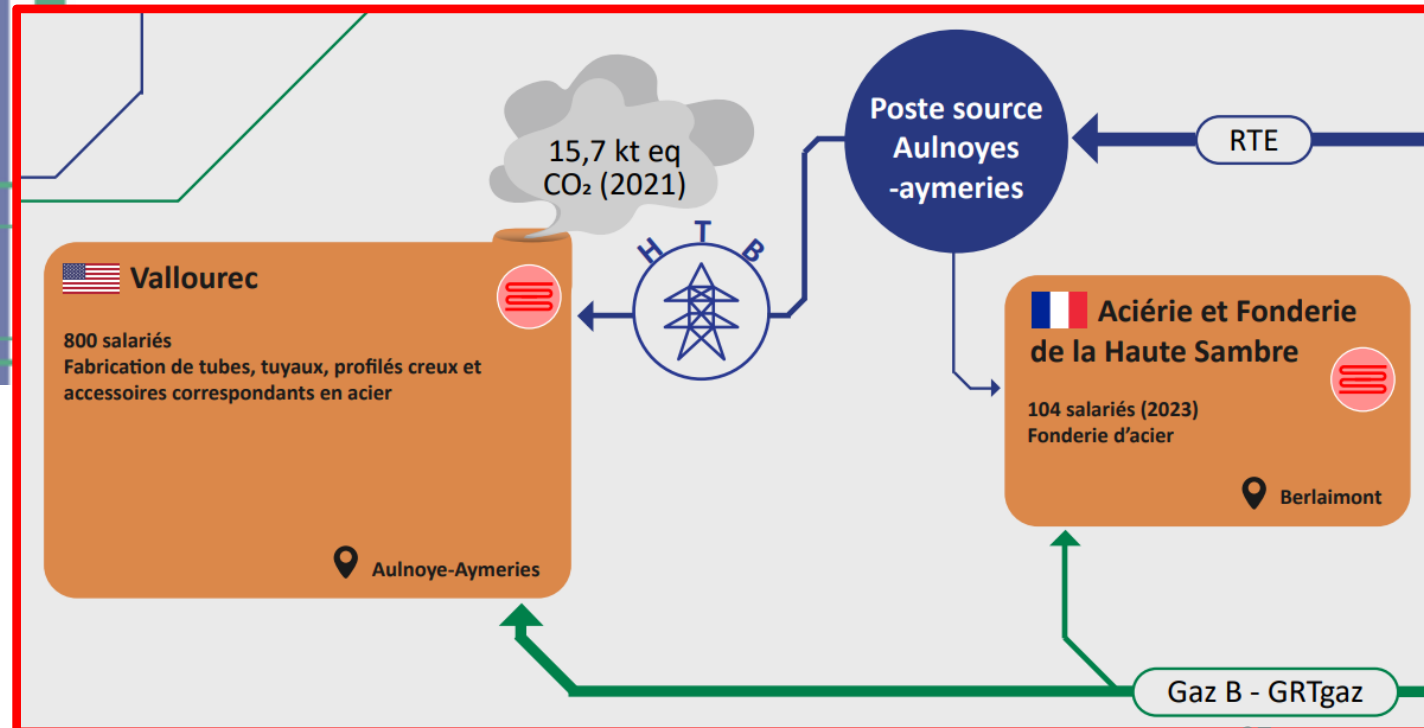 15,7 kt eq
CO₂ (2021)
Poste source
Aulnoyes
-aymeries
RTE
H T B
Vallourec
800 salariés
Fabrication de tubes, tuyaux, profilés creux et
accessoires correspondants en acier
Aulnoye-Aymeries
Aciérie et Fonderie
de la Haute Sambre
104 salariés (2023)
Fonderie d’acier
Berlaimont
Gaz B - GRTgaz